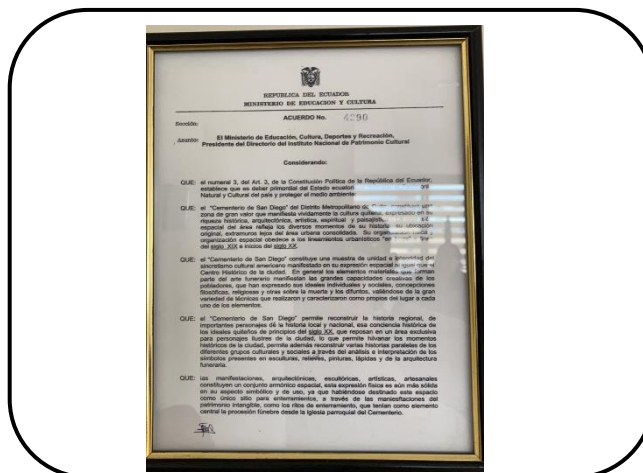 REPUBLICA DEL ECUADOR
MINISTERIO DE EDUCACION Y CULTURA
ACUERDO No. 4290
Sección:
Asunto: El Ministerio de Educación, Cultura, Deportes y Recreación,
Presidente del Directorio del Instituto Nacional de Patrimonio Cultural
Considerando:
QUE: el numeral 3, del Art. 3, de la Constitución Política de la República del Ecuador,
establece que es deber primordial del Estado
Natural y Cultural del país y proteger el medio ambiente
QUE: el "Cementerio de San Diego" del Distrito Metropolitano de
zona de gran valor que manifiesta vívidamente la cultura quiteña, expresión en su
riqueza histórica, arquitectónica, artística, espiritual y
espacial del área refleja los diversos momentos de su historia su ubicación
original, extramuros lejos del área urbana consolidada. Su
organización espacial obedece a los lineamientos urbanísticos
del siglo XIX e inicios del siglo XX.
QUE: el "Cementerio de San Diego" constituye una muestra de unidad e integridad del
sincretismo cultural americano manifestado en su expresión espacial al igual que el
Centro Histórico de la ciudad. En general los elementos materiales que forman
parte del arte funerario manifiestan las grandes capacidades creativas de los
pobladores, que han expresado sus ideales individuales y sociales, concepciones
filosóficas, religiosas y otras sobre la muerte y los difuntos, valiéndose de la gran
variedad de técnicas que realizaron y caracterizaron como propios del lugar a cada
uno de los elementos.
QUE: el "Cementerio de San Diego" permite reconstruir la historia regional, de
importantes personajes de la historia local y nacional, esa conciencia histórica de
los ideales quiteños de principios del siglo XX, que reposan en un área exclusiva
para personajes ilustres de la ciudad, lo que permite hilvanar los momentos
históricos de la ciudad, permite además reconstruir varias historias paralelas de los
diferentes grupos culturales y sociales a través del análisis e interpretación de los
símbolos presentes en esculturas, relieves, pinturas, lápidas y de la arquitectura
funeraria.
QUE: las manifestaciones, arquitectónicas, escultóricas, artísticas, artesanales
constituyen un conjunto armónico espacial, esta expresión física es aún más sólida
en su aspecto simbólico y de uso, ya que habiéndose destinado este espacio
como único sitio para enterramientos, a través de las manisoflaciones del
patrimonio intangible, como los ritos de enterramiento, que tenían como elemento
central la procesión fúnebre desde la iglesia parroquial del Cementerio.